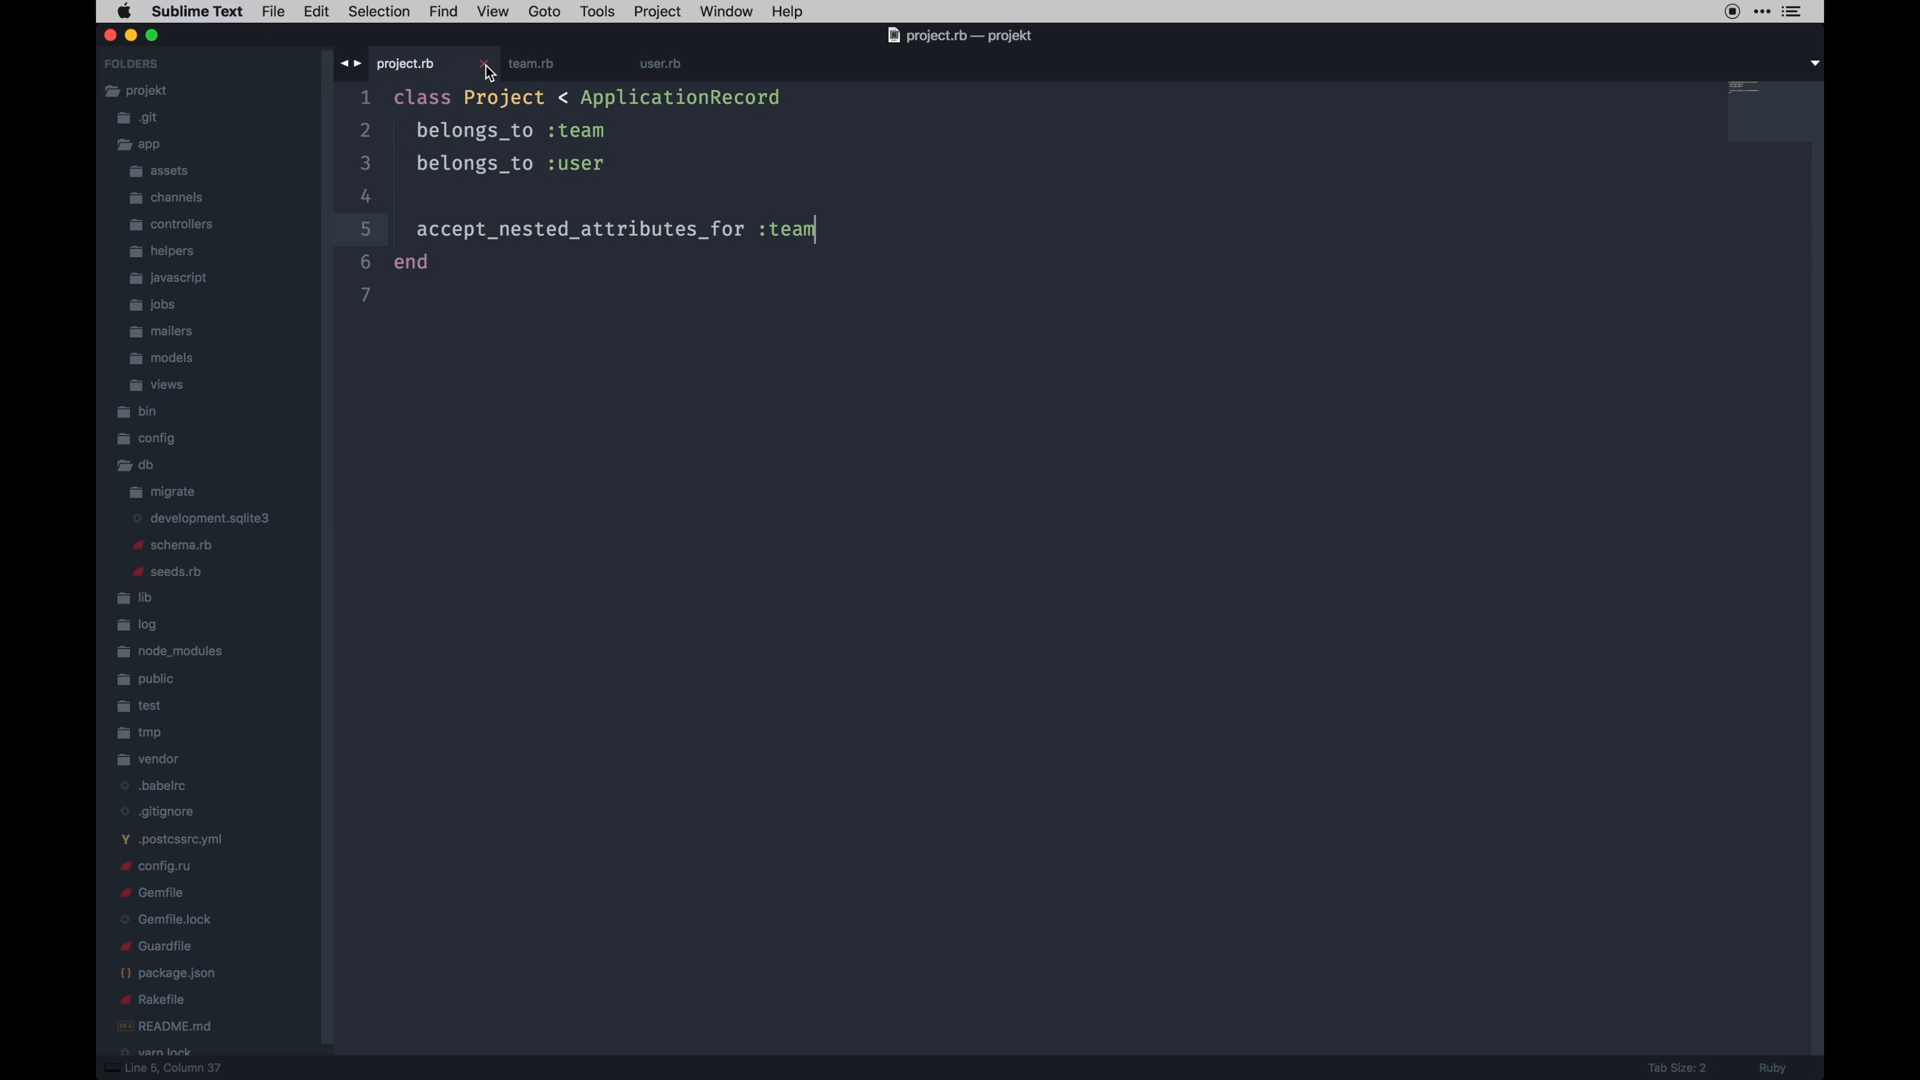 Sublime Text File Edit Selection Find View Goto Tools Project Window Help
project.rb — projekt
FOLDERS
projekt
.git
app
assets
channels
controllers
helpers
javascript
jobs
mailers
models
views
bin
config
db
migrate
development.sqlite3
schema.rb
seeds.rb
lib
log
node_modules
public
test
tmp
vendor
.babelrc
.gitignore
.postcssrc.yml
config.ru
Gemfile
Gemfile.lock
Guardfile
package.json
Rakefile
README.md
yarn.lock
project.rb team.rb user.rb
1 class Project < ApplicationRecord
2 belongs_to :team
3 belongs_to :user
4
5 accept_nested_attributes_for :team
6 end
7
Line 5, Column 37 Tab Size: 2 Ruby